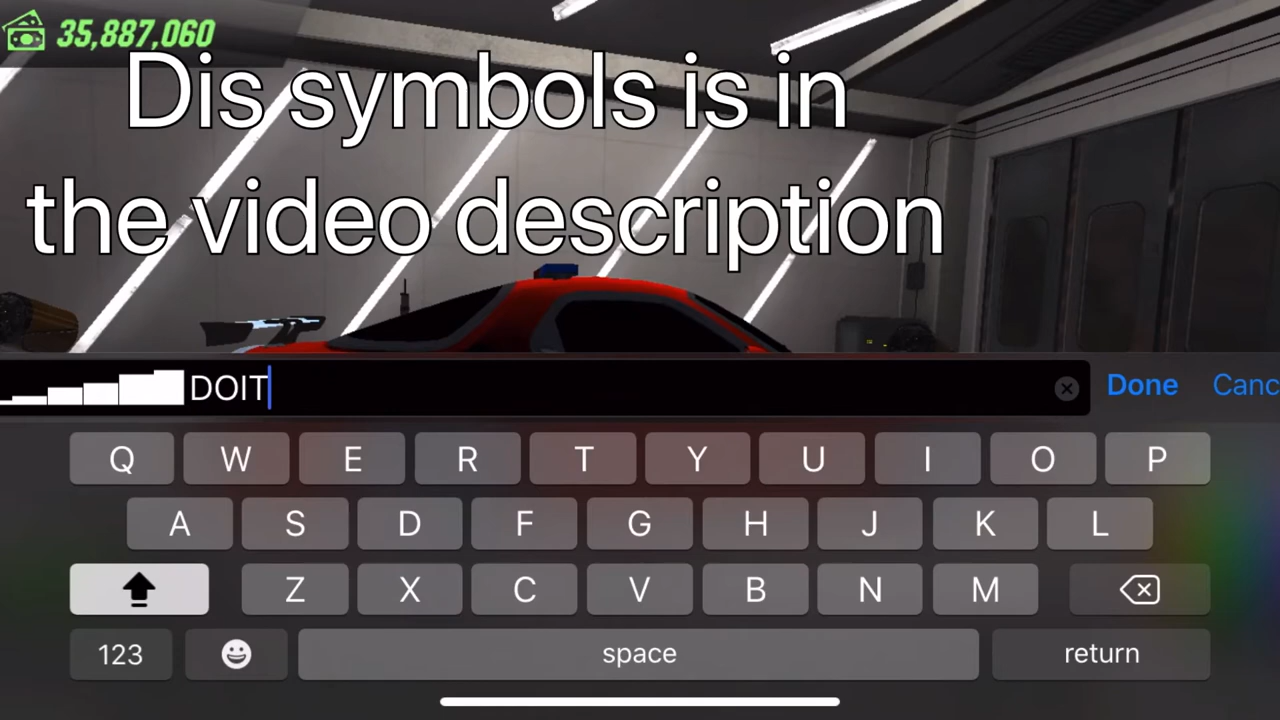 35,887,060
Dis symbols is in
the video description
▁▂▃▄▅DOIT
Done
Canc
Q W E R T Y U I O P
A S D F G H J K L
Z X C V B N M
123
space
return